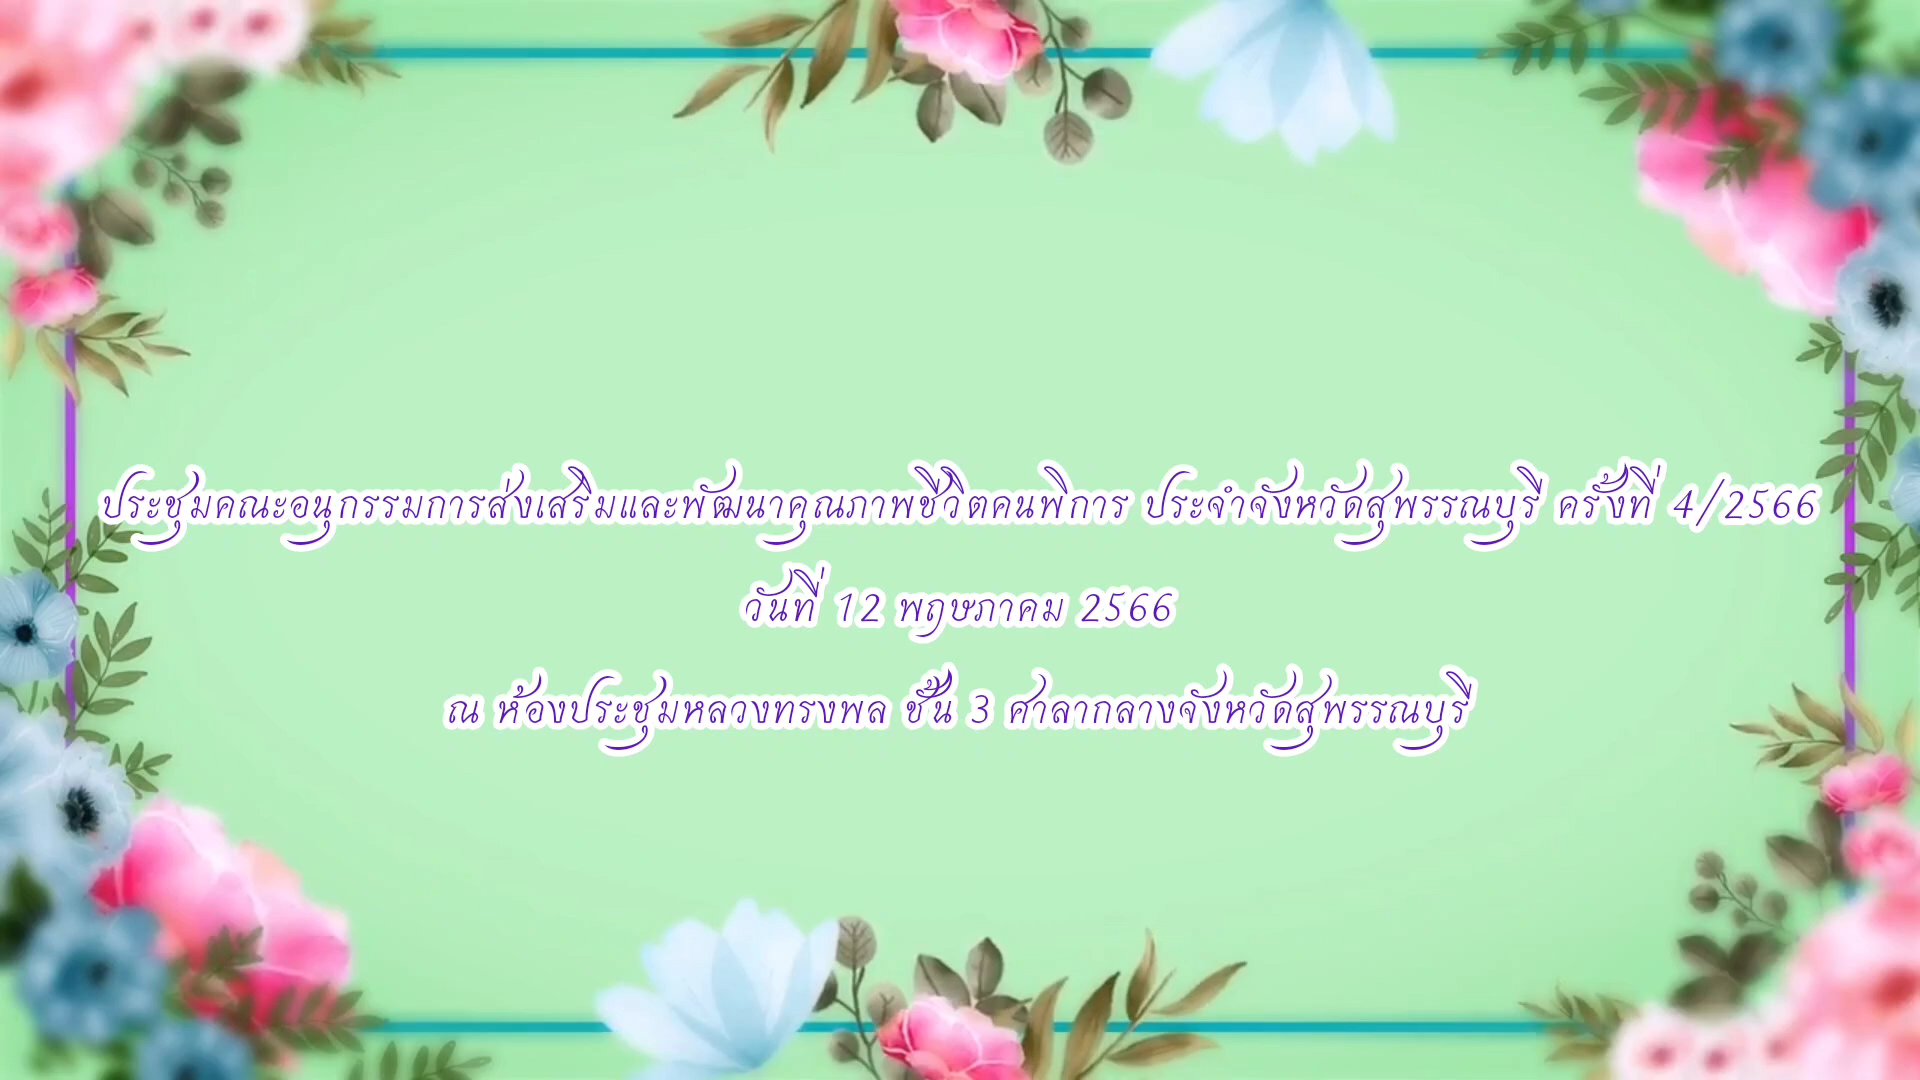 ประชุมคณะอนุกรรมการส่งเสริมและพัฒนาคุณภาพชีวิตคนพิการ ประจำจังหวัดสุพรรณบุรี ครั้งที่ 4/2566
วันที่ 12 พฤษภาคม 2566
ณ ห้องประชุมหลวงทรงพล ชั้น 3 ศาลากลางจังหวัดสุพรรณบุรี